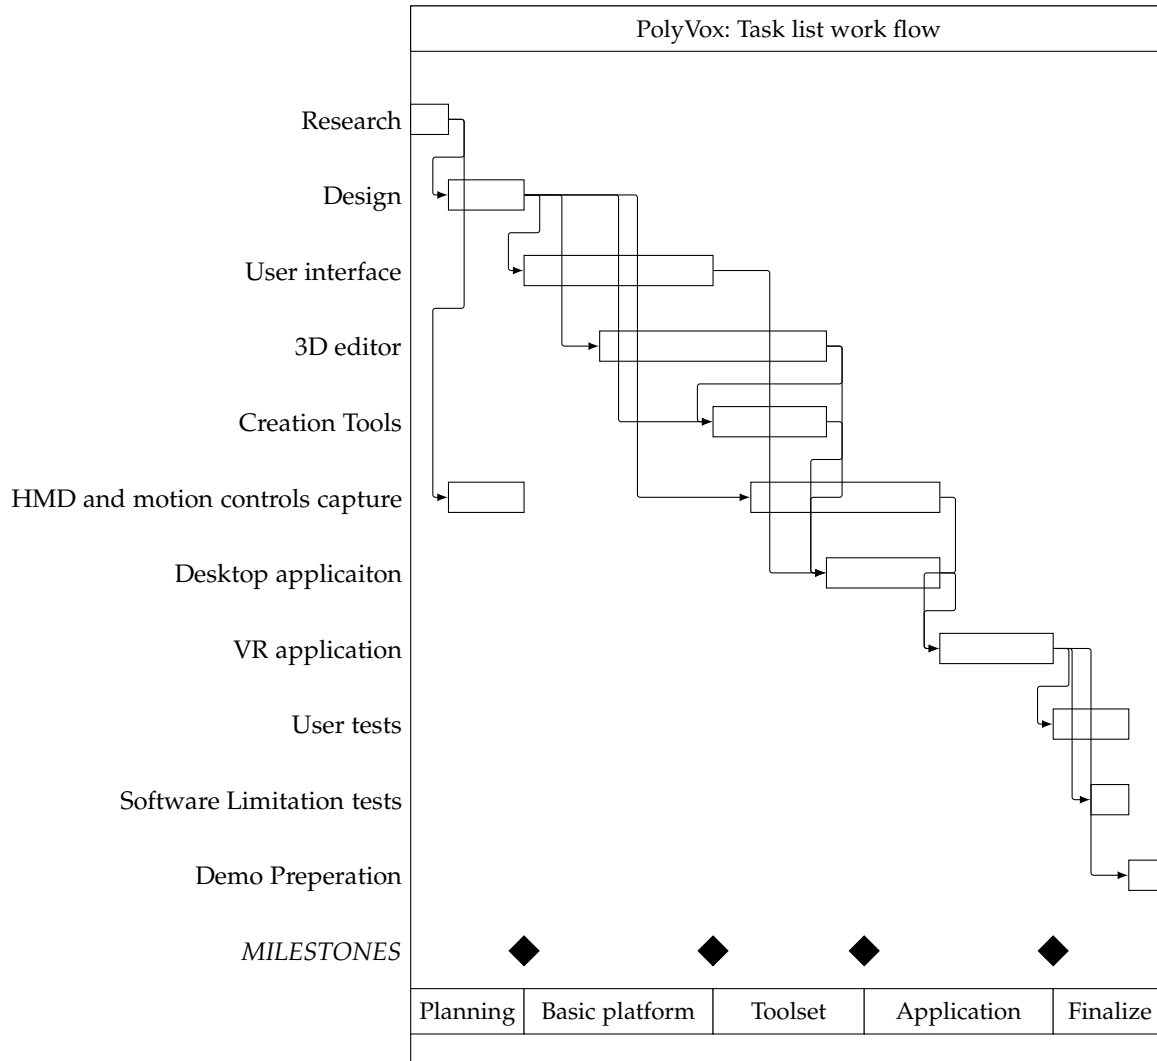 PolyVox: Task list work flow
Research
Design
User interface
3D editor
Creation Tools
HMD and motion controls capture
Desktop applicaiton
VR application
User tests
Software Limitation tests
Demo Preperation
MILESTONES
Planning Basic platform Toolset Application Finalize